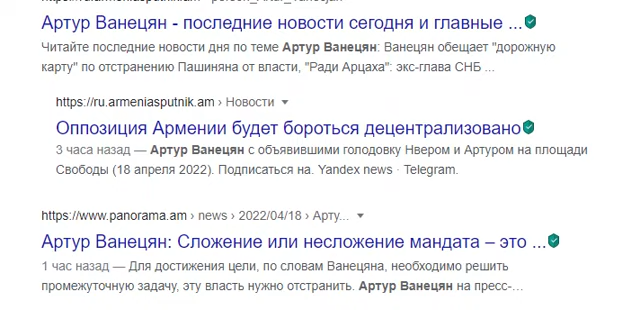 Артур Ванецян - последние новости сегодня и главные ...
Читайте последние новости дня по теме Артур Ванецян: Ванецян обещает "дорожную
карту" по отстранению Пашиняна от власти, "Ради Арцаха": экс-глава СНБ ...
https://ru.armeniasputnik.am › Новости
Оппозиция Армении будет бороться децентрализовано
3 часа назад — Артур Ванецян с объявившими голодовку Нвером и Артуром на площади
Свободы (18 апреля 2022). Подписаться на. Yandex news · Telegram.
https://www.panorama.am › news › 2022/04/18 › Арту...
Артур Ванецян: Сложение или несложение мандата – это ...
1 час назад — Для достижения цели, по словам Ванецяна, необходимо решить
промежуточную задачу, эту власть нужно отстранить. Артур Ванецян на пресс-...